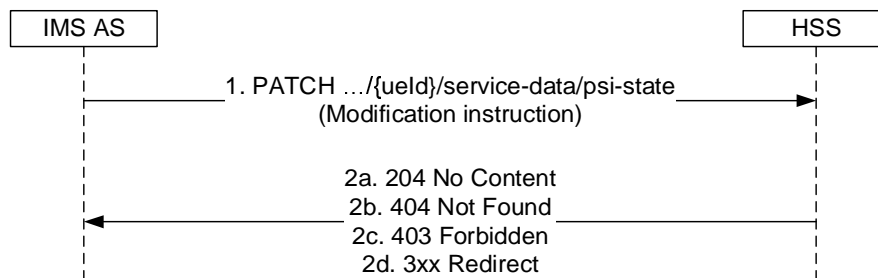 IMS AS
HSS
1. PATCH …/{ueId}/service-data/psi-state
(Modification instruction)
2a. 204 No Content
2b. 404 Not Found
2c. 403 Forbidden
2d. 3xx Redirect